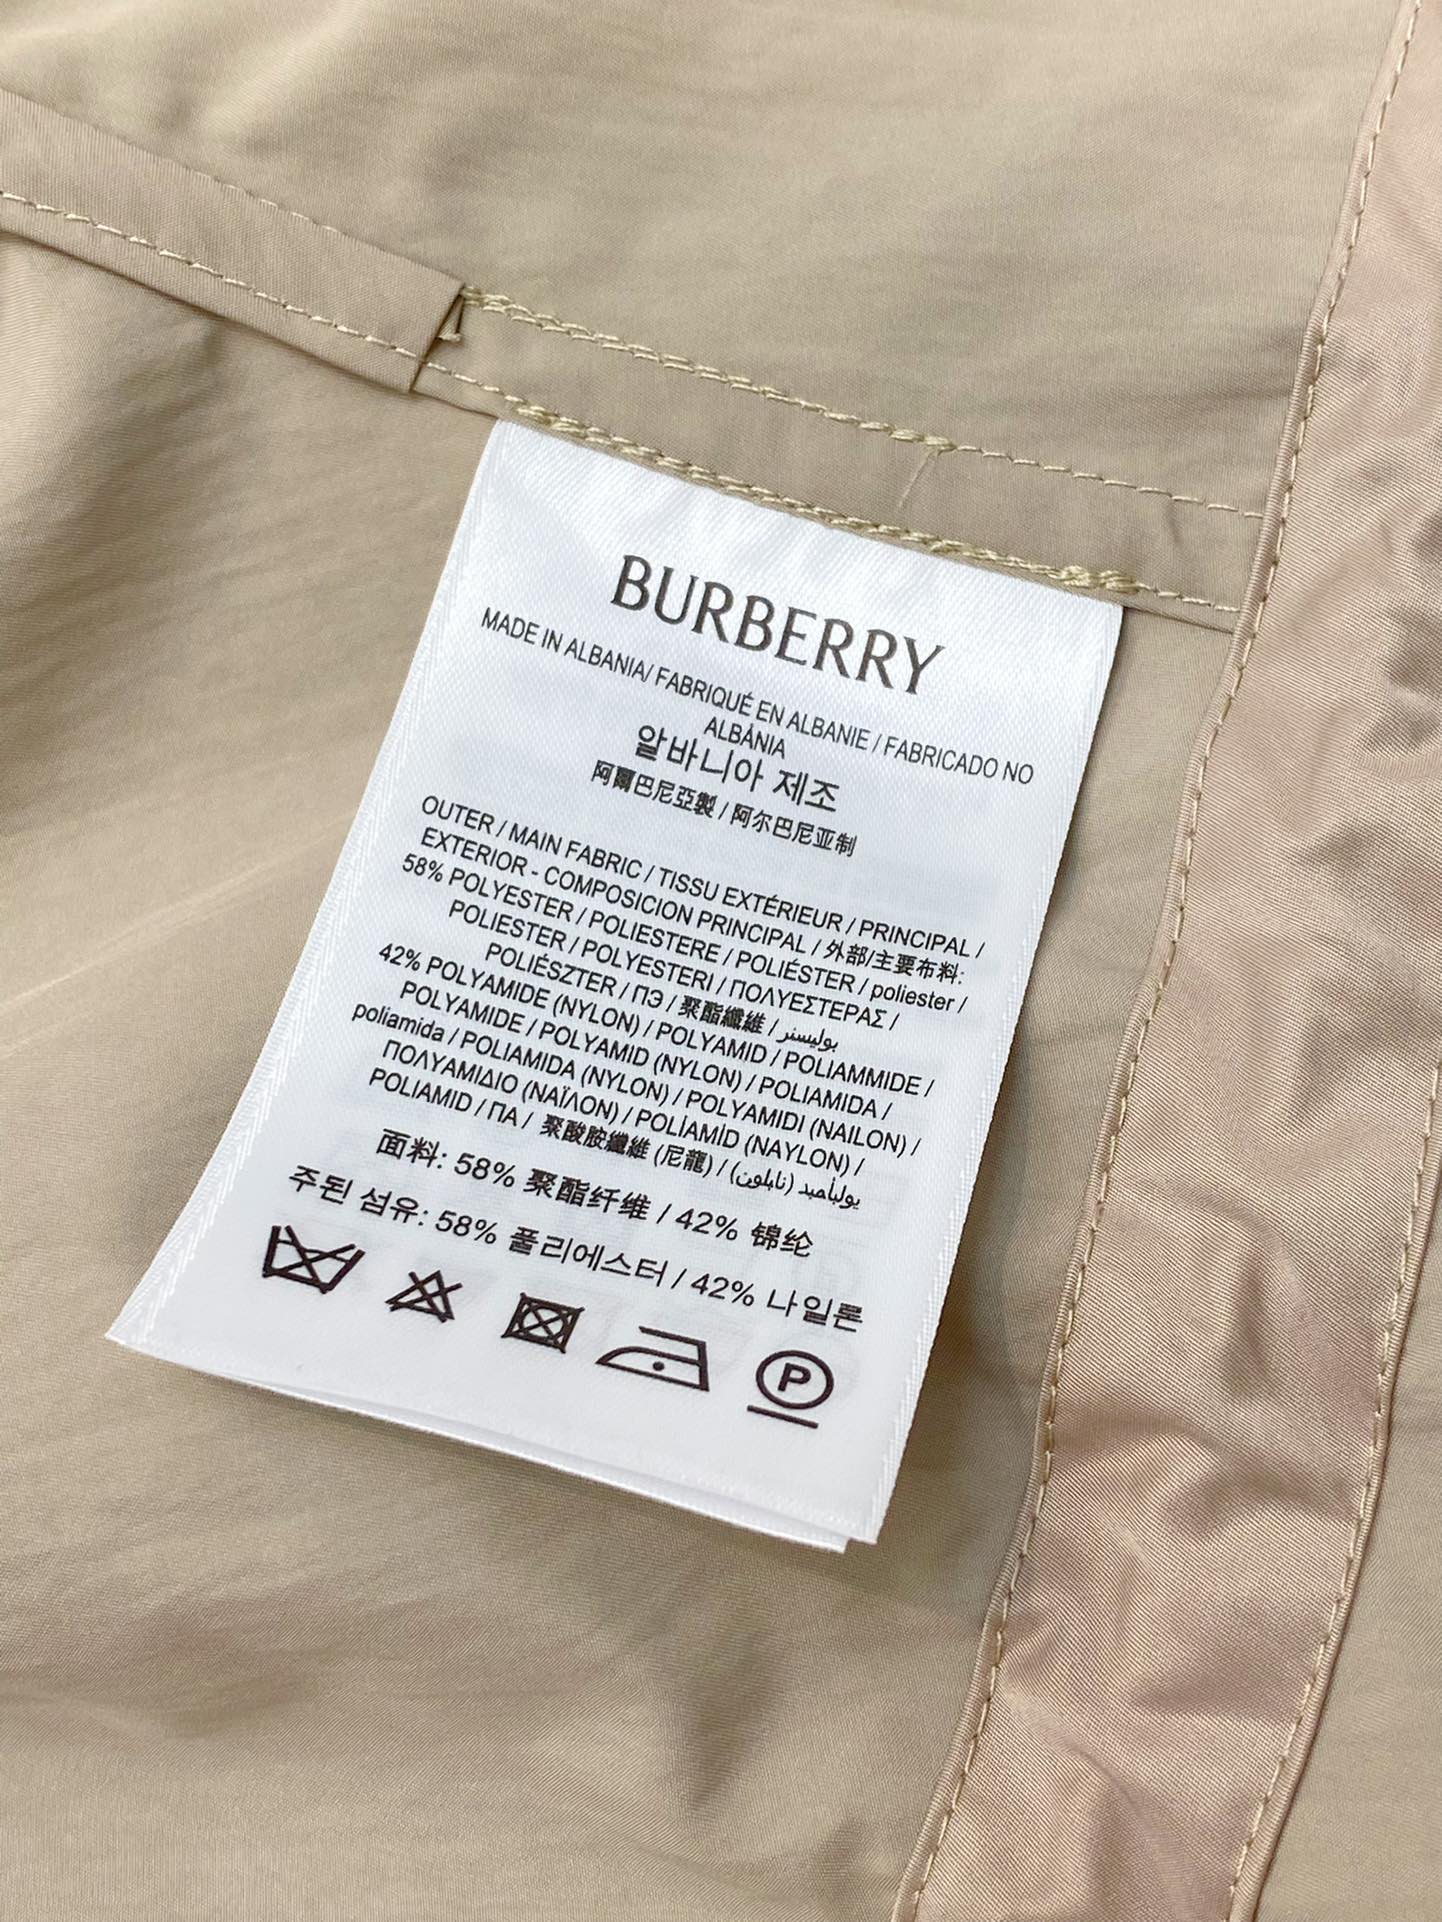 BURBERRY
MADE IN ALBANIA/ FABRIQUÉ EN ALBANIE / FABRICADO NO
ALBÂNIA
알바니아 제조
阿爾巴尼亞製 / 阿尔巴尼亚制
OUTER / MAIN FABRIC / TISSU EXTÉRIEUR / PRINCIPAL /
EXTERIOR - COMPOSICION PRINCIPAL / 外部/主要布料:
58% POLYESTER / POLIESTERE / POLIÉSTER / poliester /
POLIESTER / POLYESTERI / ΠΟΛΥΕΣΤΕΡΑΣ /
POLIÉSZTER / ПЭ / 聚酯纖維 / بوليستر
42% POLYAMIDE (NYLON) / POLYAMID / POLIAMMIDE /
POLYAMIDE / POLYAMID (NYLON) / POLIAMIDA /
poliamida / POLIAMIDA (NYLON) / POLYAMIDI (NAILON) /
ΠΟΛΥΑΜΙΔΙΟ (ΝΑΪΛΟΝ) / POLİAMİD (NAYLON) /
POLIAMID / ПА / 聚酸胺纖維 (尼龍) / يولياميد (نايلون)
面料: 58% 聚酯纤维 / 42% 锦纶
주된 섬유: 58% 폴리에스터 / 42% 나일론
P